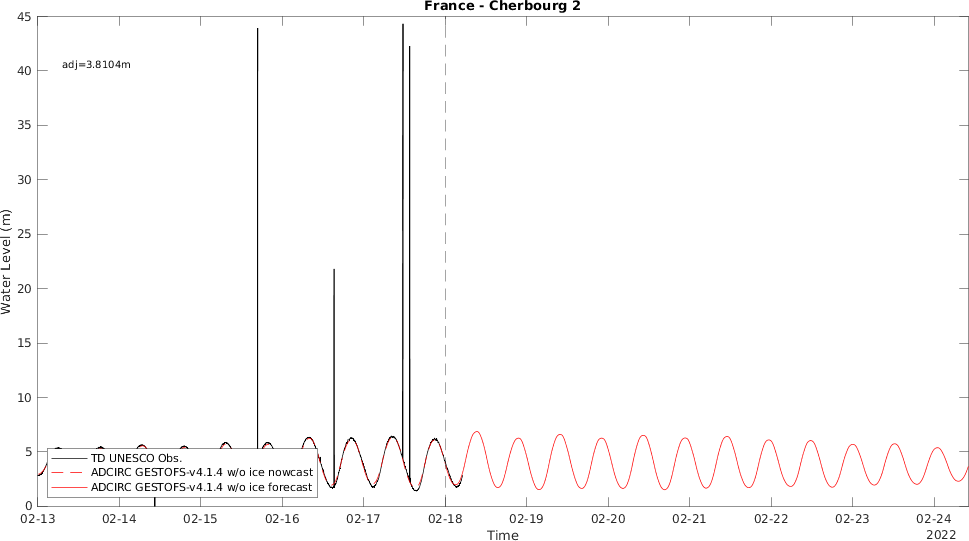 France - Cherbourg 2
45
40
35
30
25
20
15
10
5
0
Water Level (m)
adj=3.8104m
TD UNESCO Obs.
ADCIRC GESTOFS-v4.1.4 w/o ice nowcast
ADCIRC GESTOFS-v4.1.4 w/o ice forecast
02-13 02-14 02-15 02-16 02-17 02-18 02-19 02-20 02-21 02-22 02-23 02-24
Time
2022